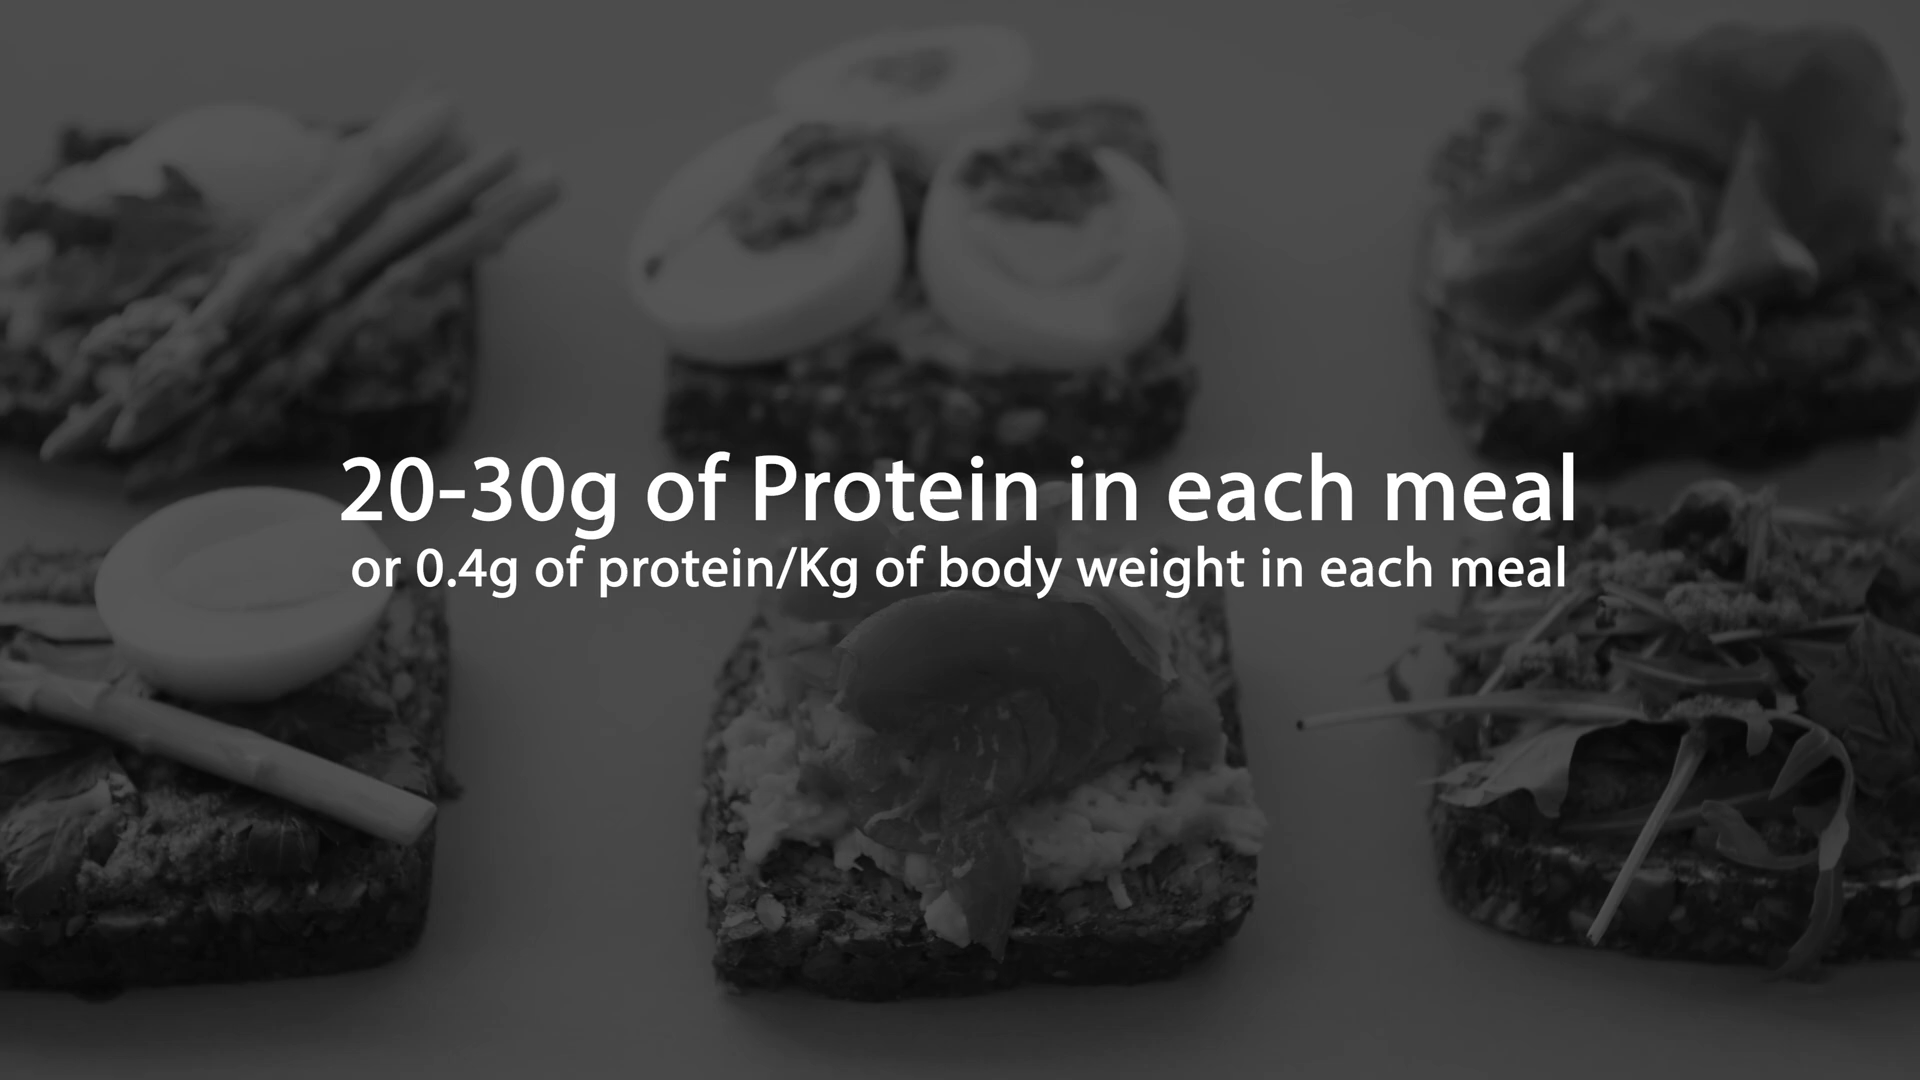 20-30g of Protein in each meal
or 0.4g of protein/Kg of body weight in each meal